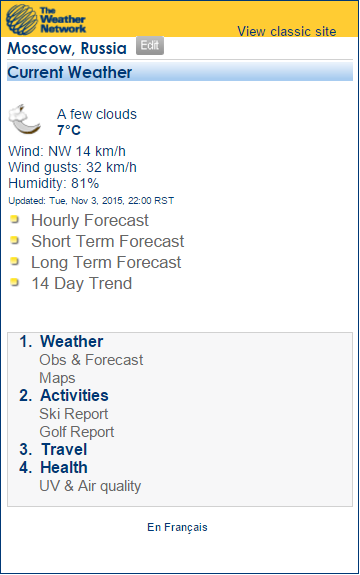 The
Weather
Network
View classic site
Moscow, Russia Edit
Current Weather
A few clouds
7°C
Wind: NW 14 km/h
Wind gusts: 32 km/h
Humidity: 81%
Updated: Tue, Nov 3, 2015, 22:00 RST
Hourly Forecast
Short Term Forecast
Long Term Forecast
14 Day Trend
1. Weather
Obs & Forecast
Maps
2. Activities
Ski Report
Golf Report
3. Travel
4. Health
UV & Air quality
En Français